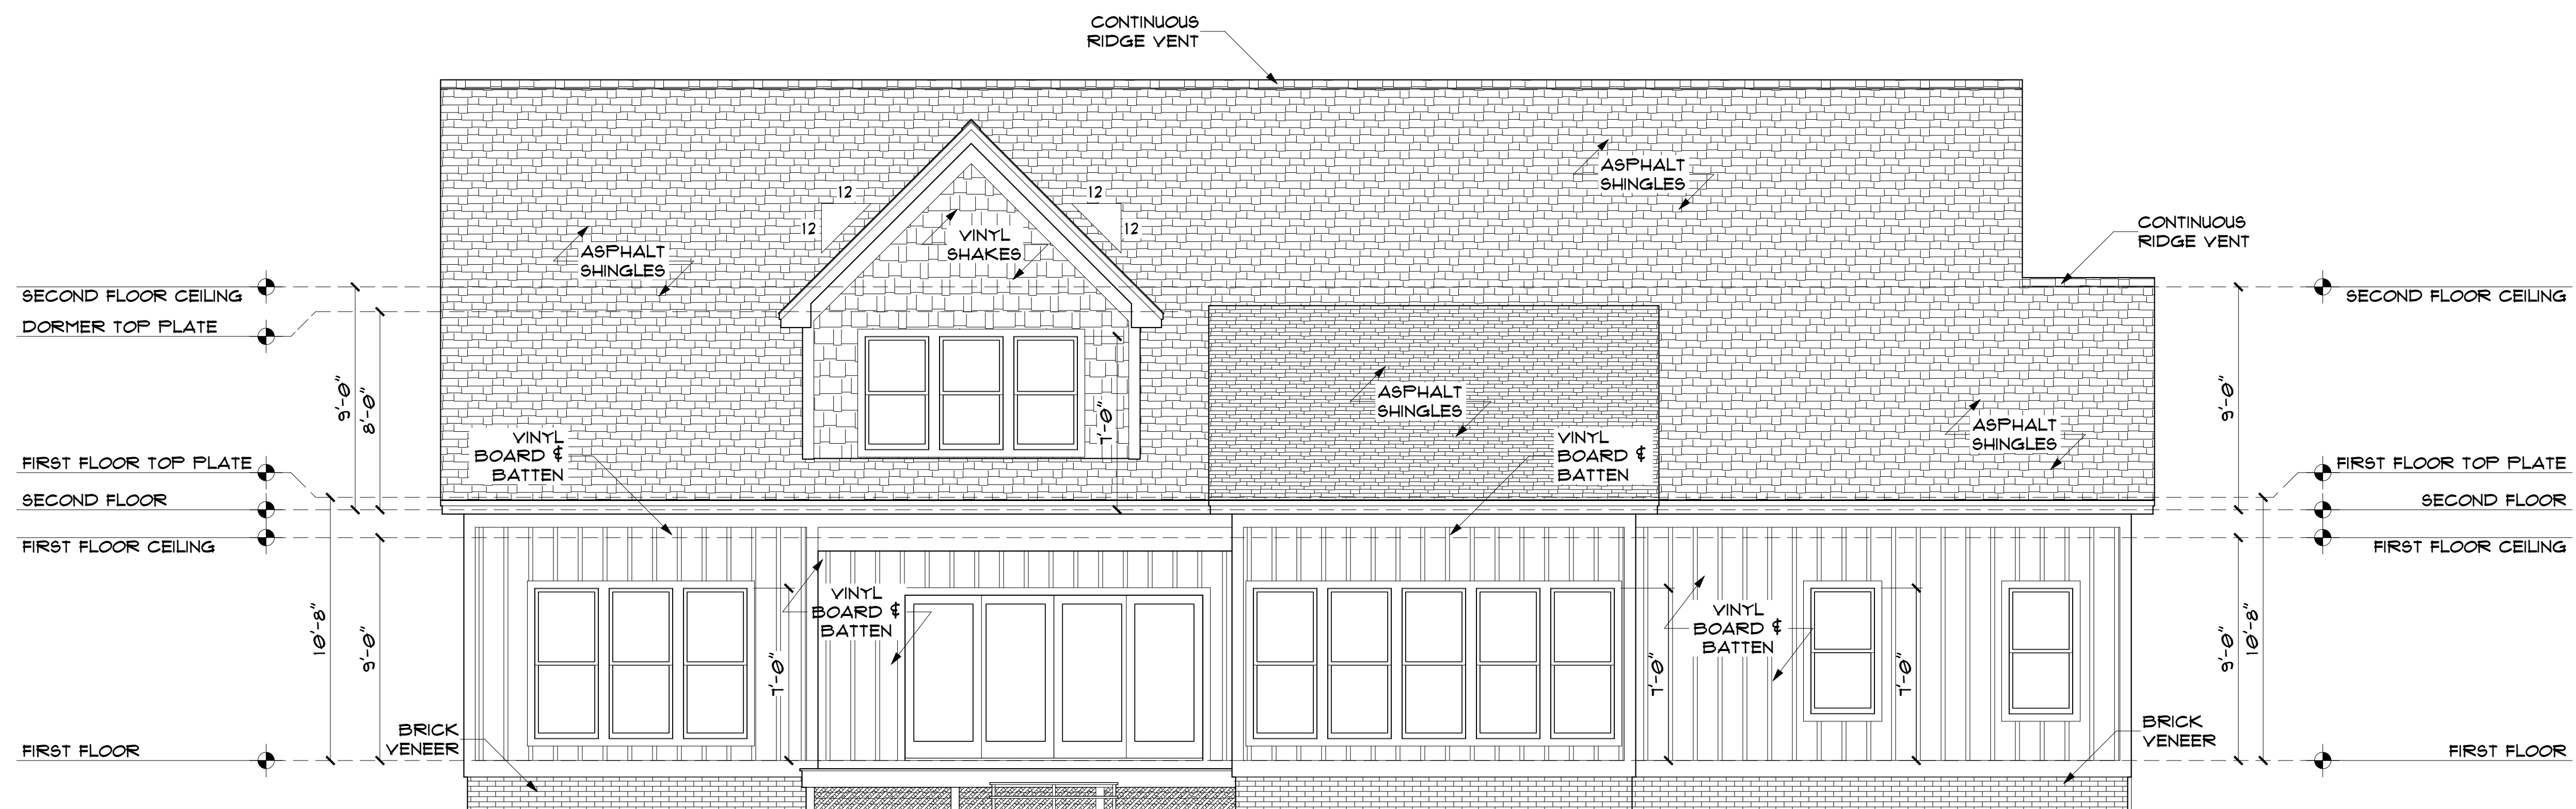 CONTINUOUS
RIDGE VENT
ASPHALT
SHINGLES
12
12
12
12
VINYL
SHAKES
ASPHALT
SHINGLES
CONTINUOUS
RIDGE VENT
SECOND FLOOR CEILING
DORMER TOP PLATE
9'-0"
8'-0"
SECOND FLOOR CEILING
ASPHALT
SHINGLES
7'-0"
9'-0"
ASPHALT
SHINGLES
VINYL
BOARD &
BATTEN
VINYL
BOARD &
BATTEN
FIRST FLOOR TOP PLATE
SECOND FLOOR
FIRST FLOOR CEILING
FIRST FLOOR TOP PLATE
SECOND FLOOR
FIRST FLOOR CEILING
10'-8"
9'-0"
7'-0"
VINYL
BOARD &
BATTEN
7'-0"
VINYL
BOARD &
BATTEN
7'-0"
9'-0"
10'-8"
BRICK
VENEER
BRICK
VENEER
FIRST FLOOR
FIRST FLOOR